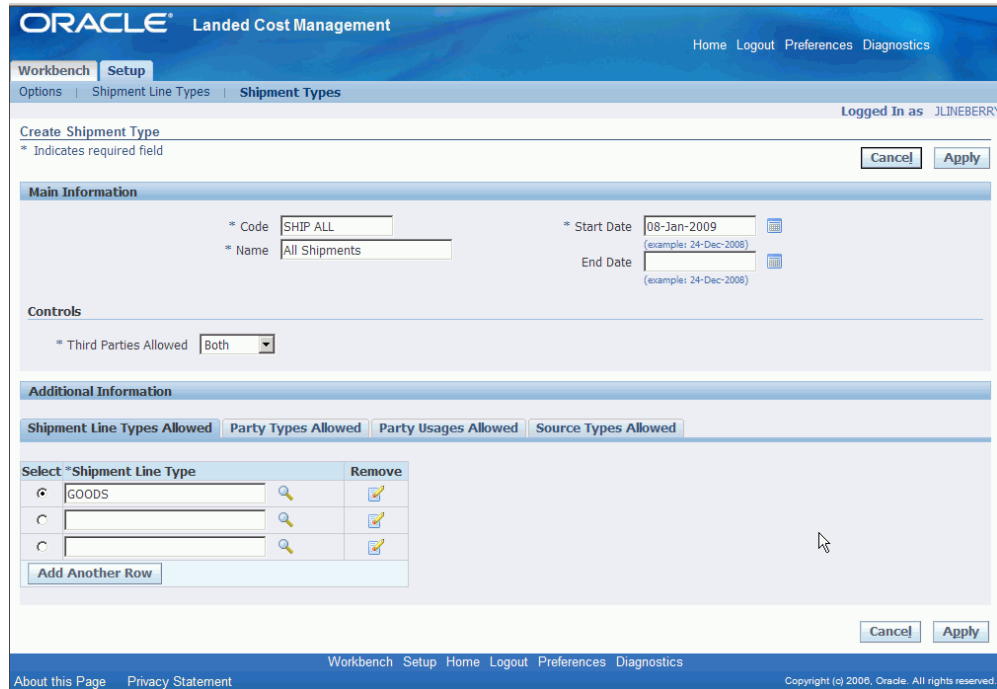 ORACLE® Landed Cost Management
Home Logout Preferences Diagnostics
Workbench Setup
Options | Shipment Line Types | Shipment Types
Logged In as JLINEBERRY
Create Shipment Type
* Indicates required field
Cancel Apply
Main Information
* Code SHIP ALL
* Start Date 08-Jan-2009
(example: 24-Dec-2008)
* Name All Shipments
End Date
(example: 24-Dec-2008)
Controls
* Third Parties Allowed Both
Additional Information
Shipment Line Types Allowed Party Types Allowed Party Usages Allowed Source Types Allowed
Select *Shipment Line Type Remove
GOODS
Add Another Row
Cancel Apply
Workbench Setup Home Logout Preferences Diagnostics
About this Page Privacy Statement
Copyright (c) 2006, Oracle. All rights reserved.